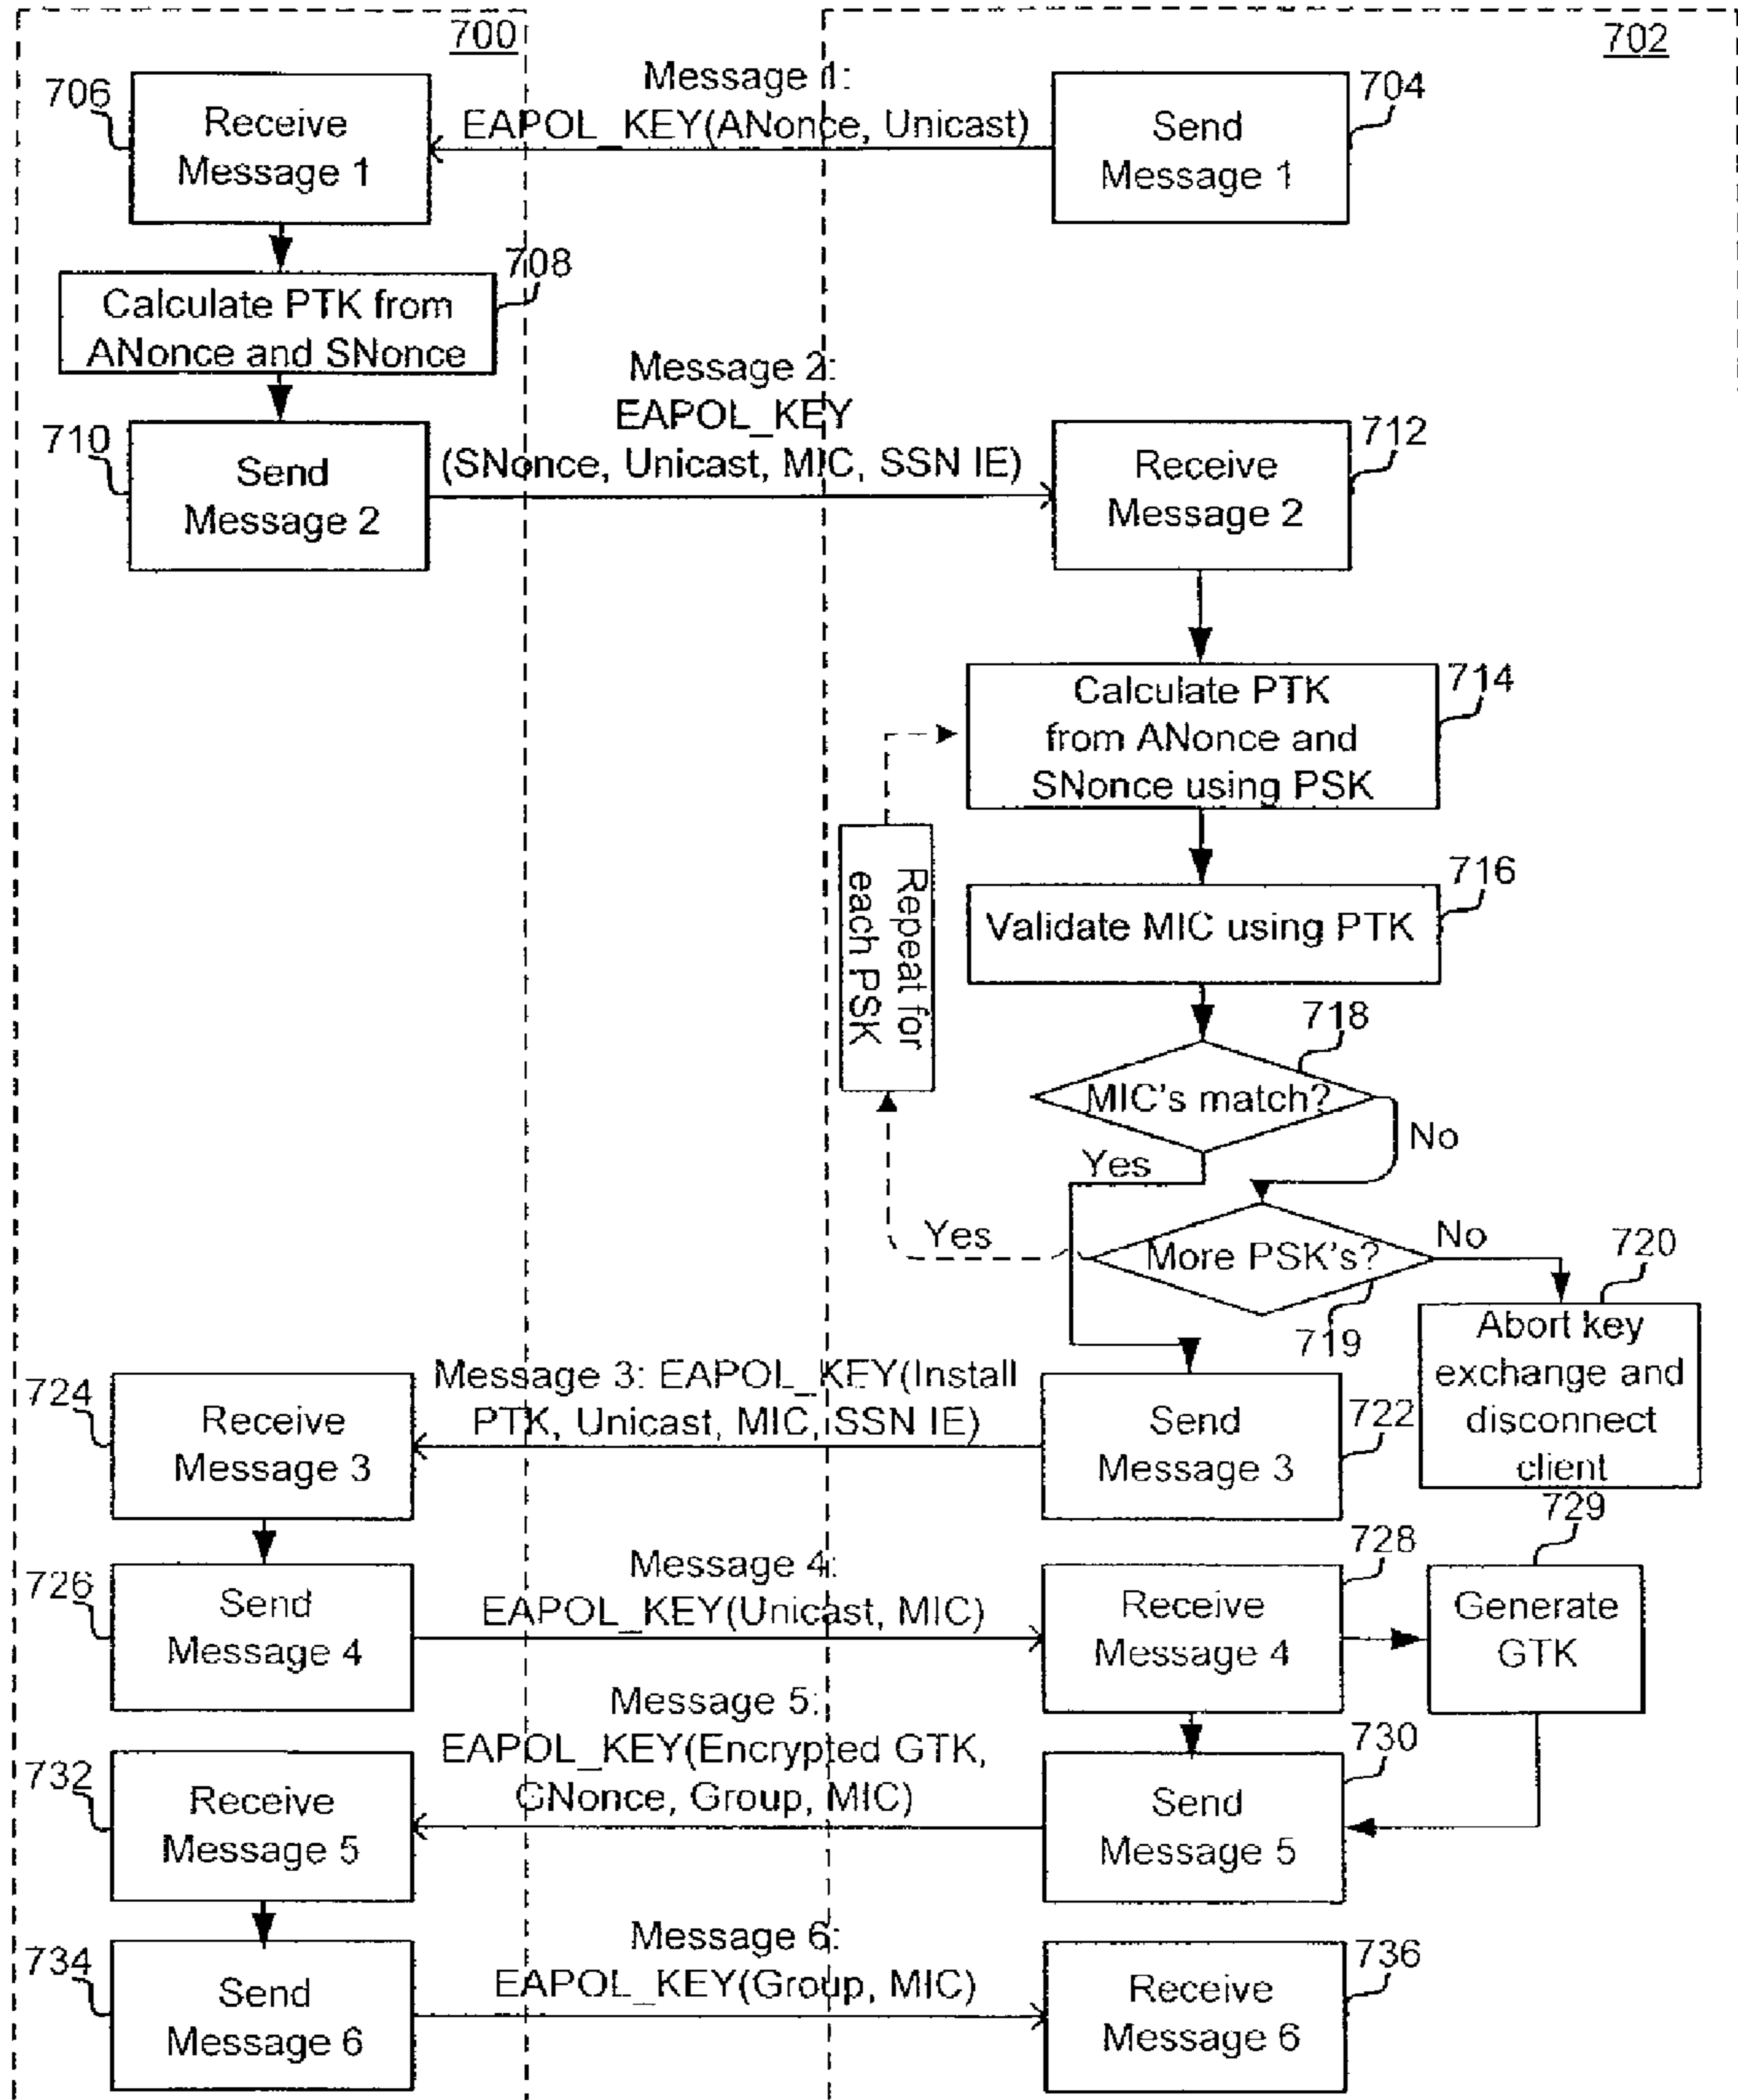 700
702
706
Receive
Message 1
Message 1:
EAPOL_KEY(ANonce, Unicast)
704
Send
Message 1
708
Calculate PTK from
ANonce and SNonce
710
Send
Message 2
Message 2:
EAPOL_KEY
(SNonce, Unicast, MIC, SSN IE)
712
Receive
Message 2
714
Calculate PTK
from ANonce and
SNonce using PSK
Repeat for
each PSK
716
Validate MIC using PTK
718
MIC's match?
No
Yes
Yes
More PSK's?
719
No
720
Abort key
exchange and
disconnect
client
724
Receive
Message 3
Message 3: EAPOL_KEY(Install
PTK, Unicast, MIC, SSN IE)
722
Send
Message 3
726
Send
Message 4
Message 4:
EAPOL_KEY(Unicast, MIC)
728
Receive
Message 4
729
Generate
GTK
732
Receive
Message 5
Message 5:
EAPOL_KEY(Encrypted GTK,
GNonce, Group, MIC)
730
Send
Message 5
734
Send
Message 6
Message 6:
EAPOL_KEY(Group, MIC)
736
Receive
Message 6